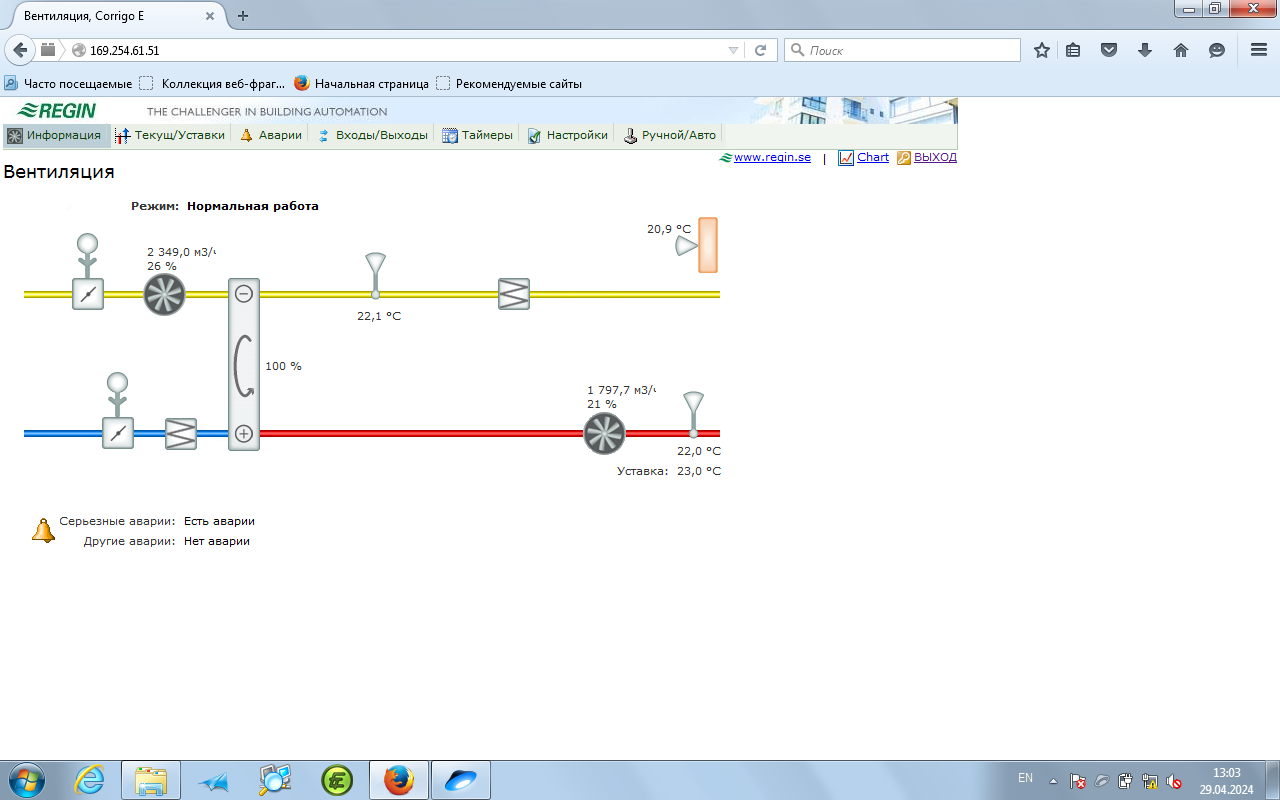 Вентиляция, Corrigo E
169.254.61.51
Поиск
Часто посещаемые
Коллекция веб-фраг...
Начальная страница
Рекомендуемые сайты
REGIN
THE CHALLENGER IN BUILDING AUTOMATION
Информация
Текущ/Уставки
Аварии
Входы/Выходы
Таймеры
Настройки
Ручной/Авто
www.regin.se | Chart ВЫХОД
Вентиляция
Режим: Нормальная работа
20,9 °C
2 349,0 м3/ч
26 %
22,1 °C
100 %
1 797,7 м3/ч
21 %
22,0 °C
Уставка: 23,0 °C
Серьезные аварии: Есть аварии
Другие аварии: Нет аварии
EN
13:03
29.04.2024